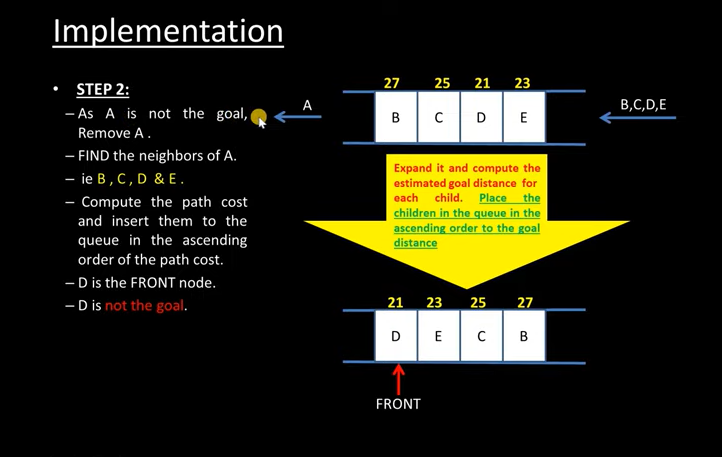 Implementation
• STEP 2:
– As A is not the goal,
Remove A .
– FIND the neighbors of A.
– ie B , C , D & E .
– Compute the path cost
and insert them to the
queue in the ascending
order of the path cost.
– D is the FRONT node.
– D is not the goal.
27 25 21 23
A
B C D E
B,C,D,E
Expand it and compute the
estimated goal distance for
each child. Place the
children in the queue in the
ascending order to the goal
distance
21 23 25 27
D E C B
FRONT